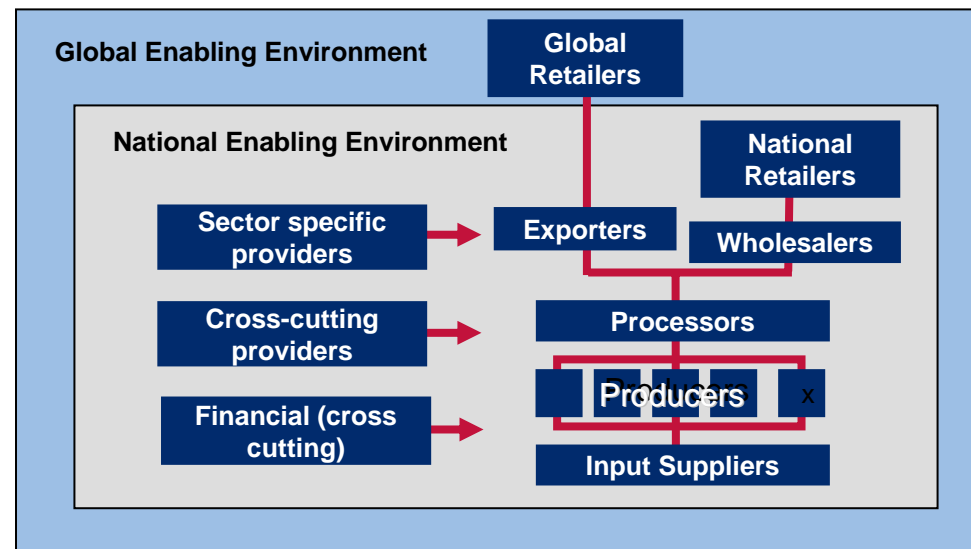 Global Enabling Environment
Global
Retailers
National Enabling Environment
National
Retailers
Sector specific
providers
Exporters
Wholesalers
Cross-cutting
providers
Processors
Producers
x
Financial (cross
cutting)
Input Suppliers